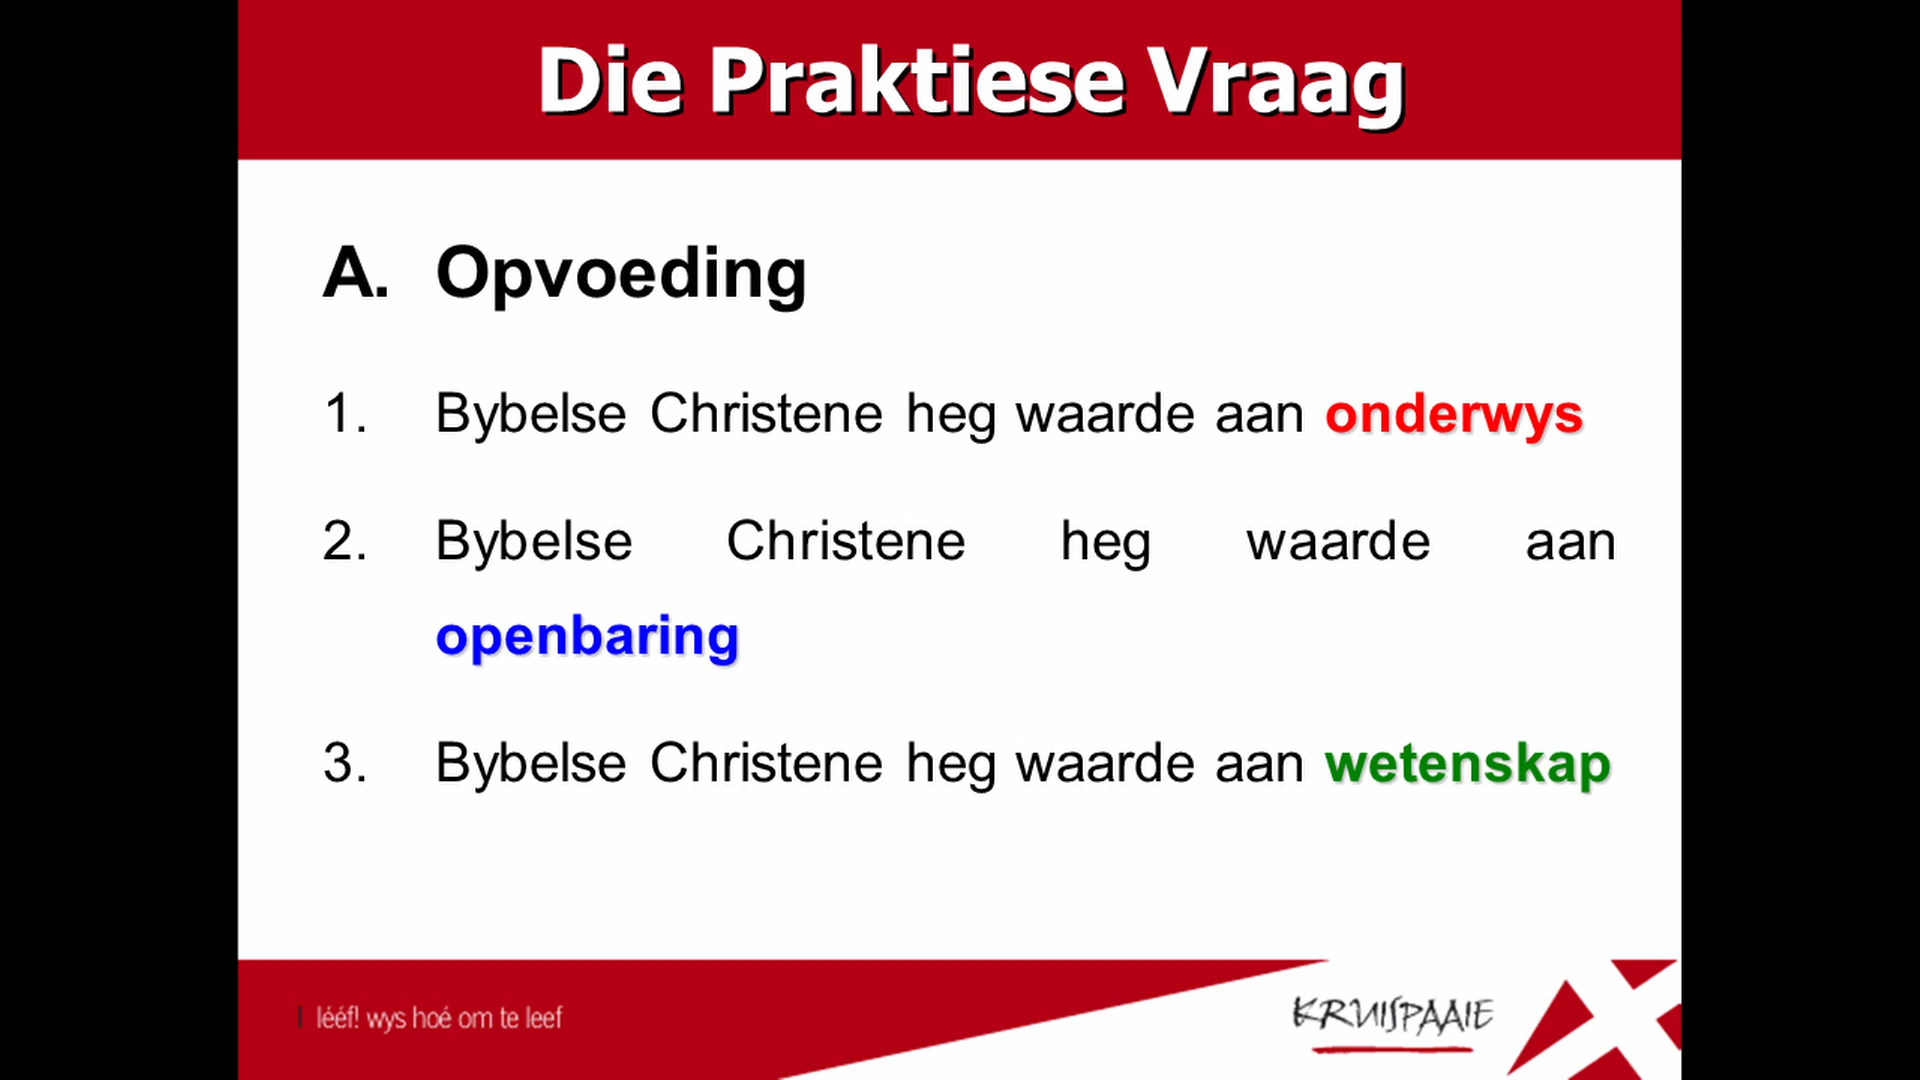 Die Praktiese Vraag
A. Opvoeding
1. Bybelse Christene heg waarde aan onderwys
2. Bybelse Christene heg waarde aan
openbaring
3. Bybelse Christene heg waarde aan wetenskap
| lééf! wys hoé om te leef
KRUISPAAIE